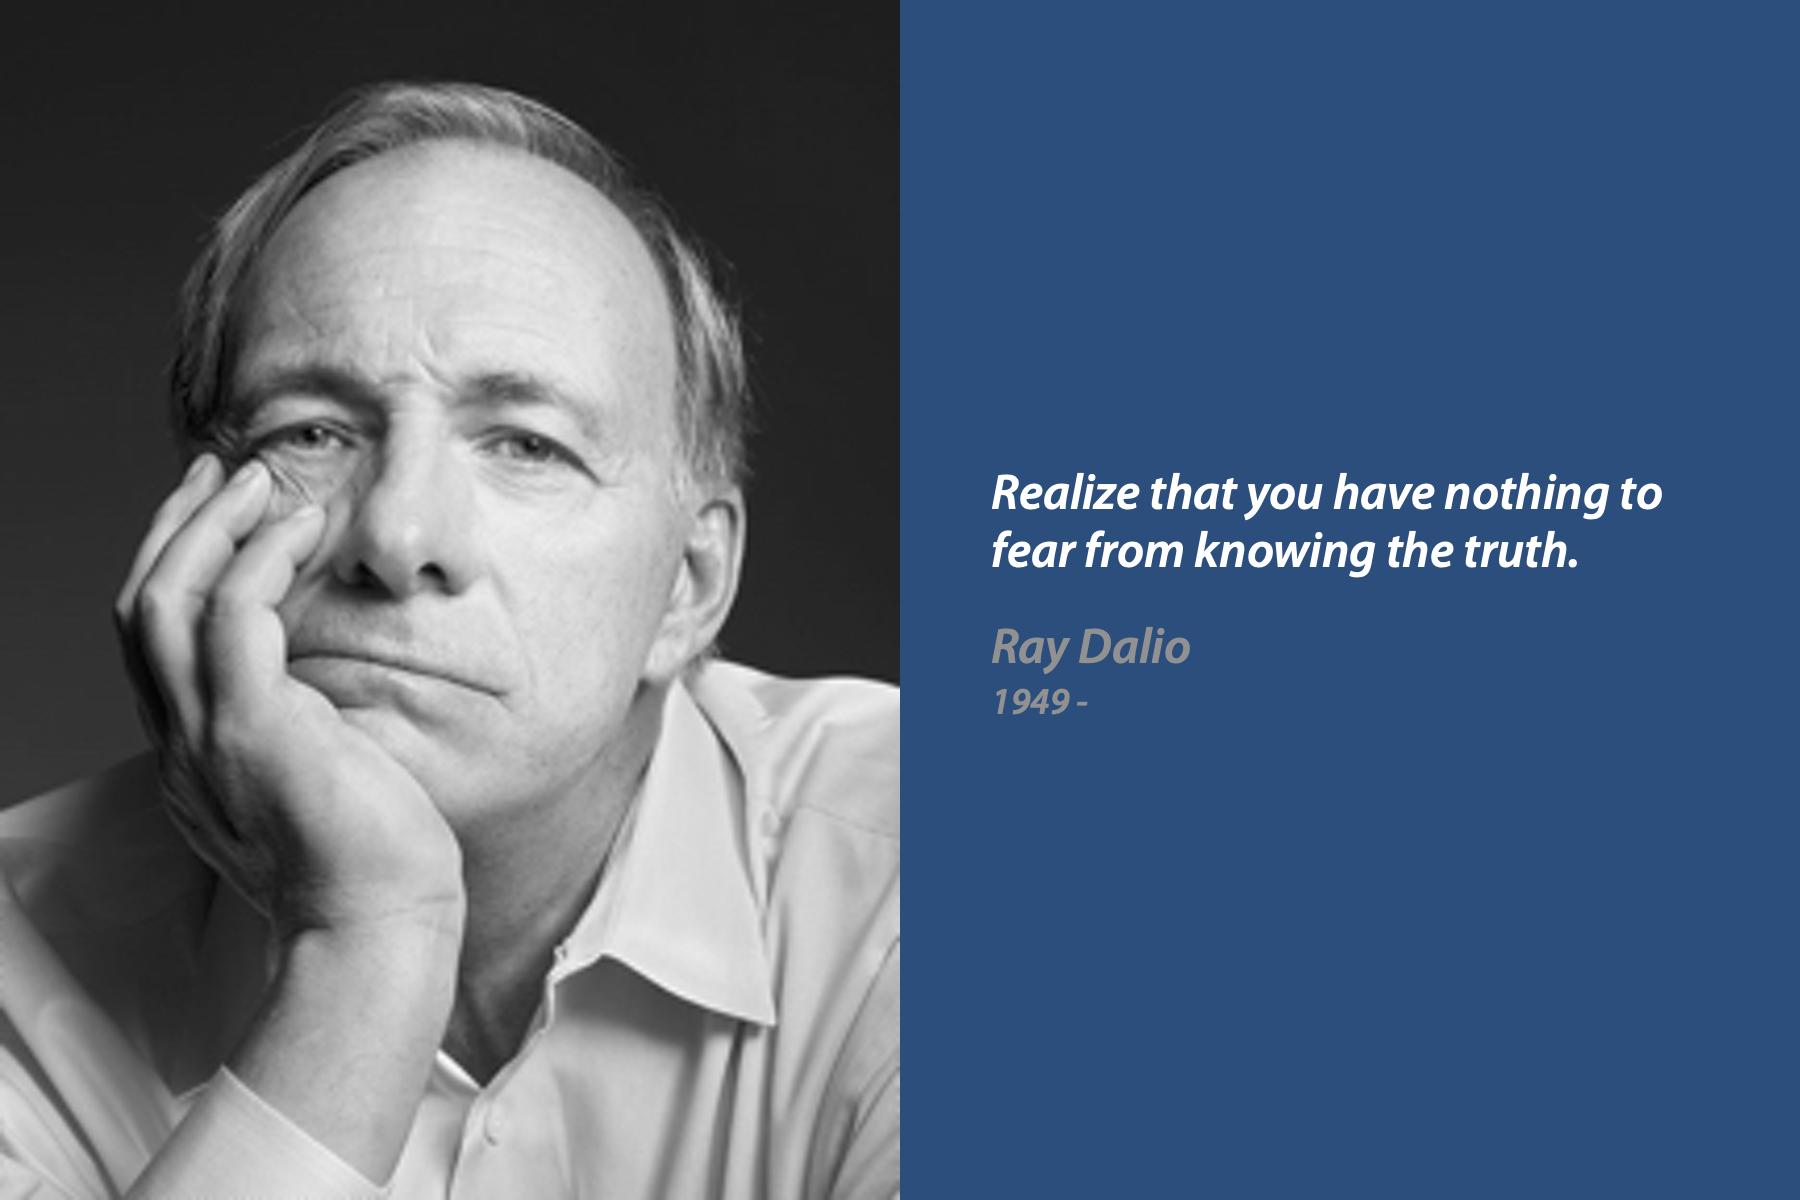 Realize that you have nothing to
fear from knowing the truth.
Ray Dalio
1949 -